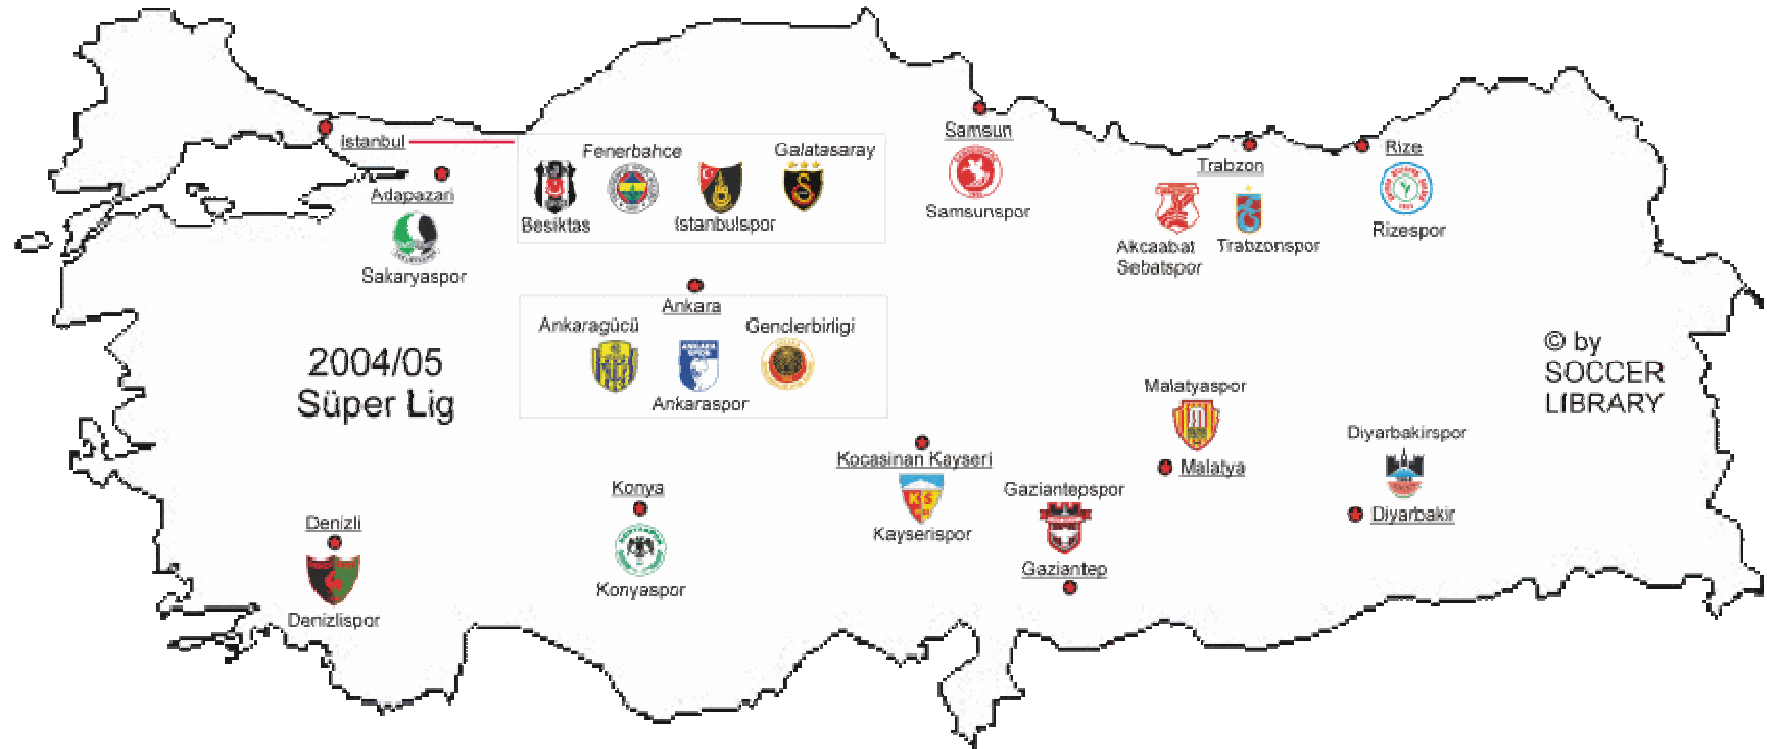 Istanbul
Samsun
Rize
Trabzon
Fenerbahce
Galatasaray
Adapazari
Besiktas
Istanbulspor
Samsunspor
Akcaabat
Sebatspor
Trabzonspor
Rizespor
Sakaryaspor
Ankara
Ankaragücü
Genclerbirligi
Ankaraspor
2004/05
Süper Lig
© by
SOCCER
LIBRARY
Malatyaspor
Malatya
Diyarbakirspor
Diyarbakir
Kocasinan Kayseri
KS
Kayserispor
Gaziantepspor
Gaziantep
Konya
Konyaspor
Denizli
Denizlispor